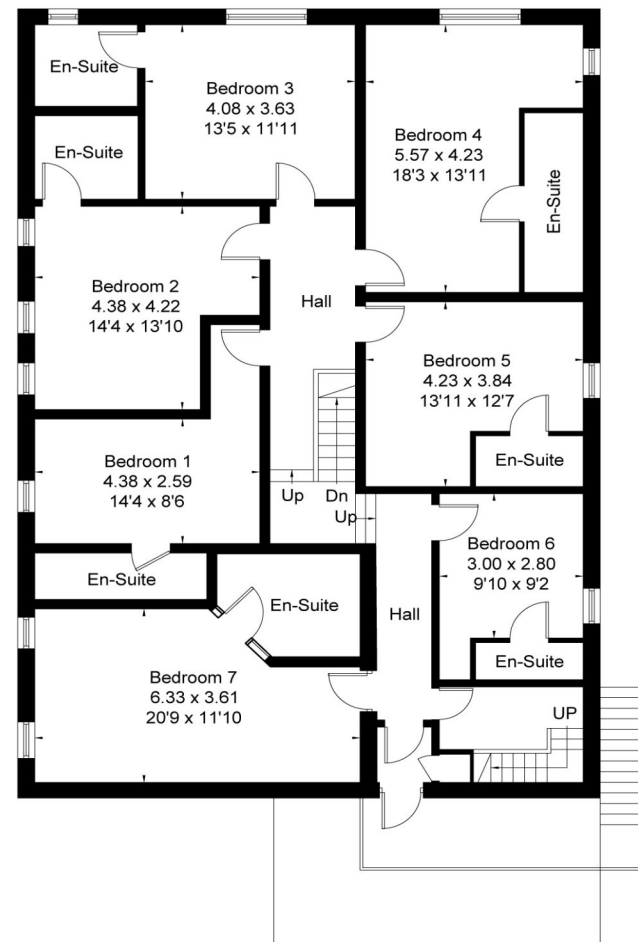 En-Suite
Bedroom 3
4.08 x 3.63
13'5 x 11'11
Bedroom 4
5.57 x 4.23
18'3 x 13'11
En-Suite
En-Suite
Bedroom 2
4.38 x 4.22
14'4 x 13'10
Hall
Bedroom 5
4.23 x 3.84
13'11 x 12'7
En-Suite
Bedroom 1
4.38 x 2.59
14'4 x 8'6
Up
Dn
Up
En-Suite
En-Suite
Hall
Bedroom 6
3.00 x 2.80
9'10 x 9'2
En-Suite
Bedroom 7
6.33 x 3.61
20'9 x 11'10
UP